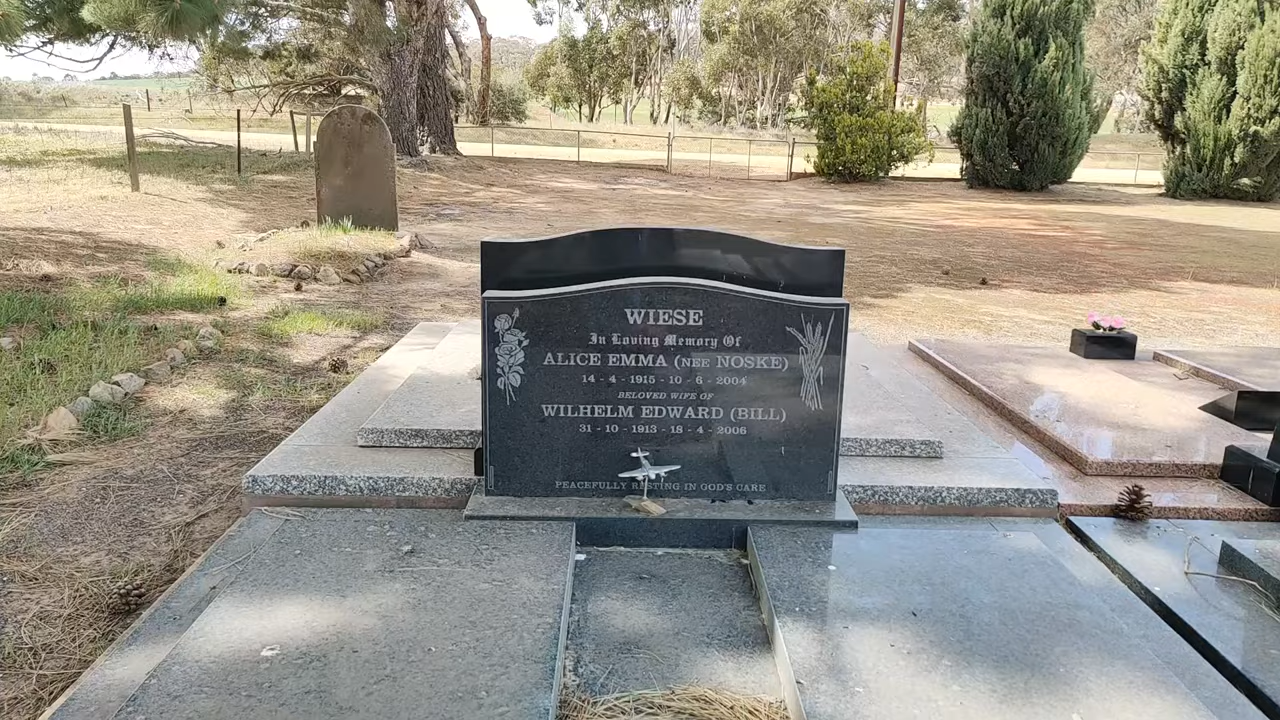 WIESE
In Loving Memory Of
ALICE EMMA (NEE NOSKE)
14 - 4 - 1915 - 10 - 6 - 2004
BELOVED WIFE OF
WILHELM EDWARD (BILL)
31 - 10 - 1913 - 18 - 4 - 2006
PEACEFULLY RESTING IN GOD'S CARE